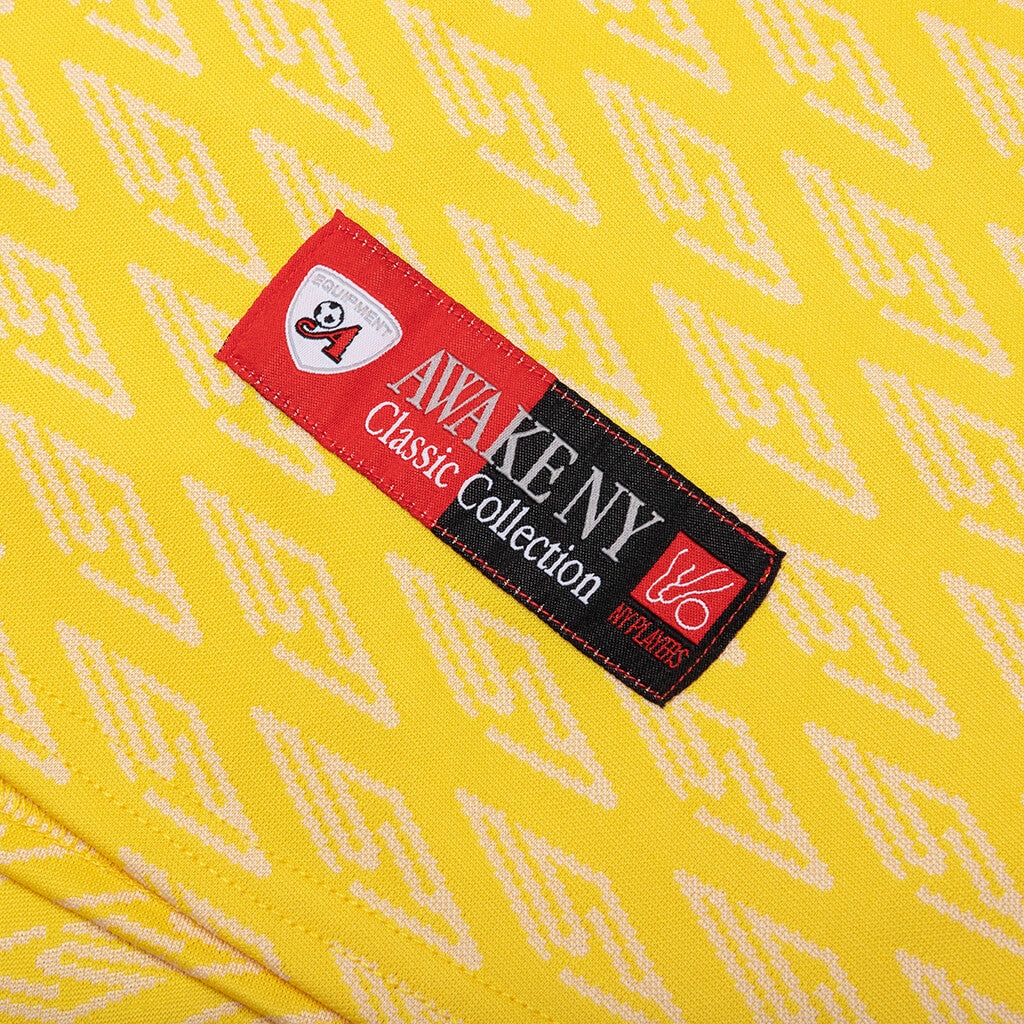 EQUIPMENT
A
AWAKE NY
Classic Collection
NY PLAYERS